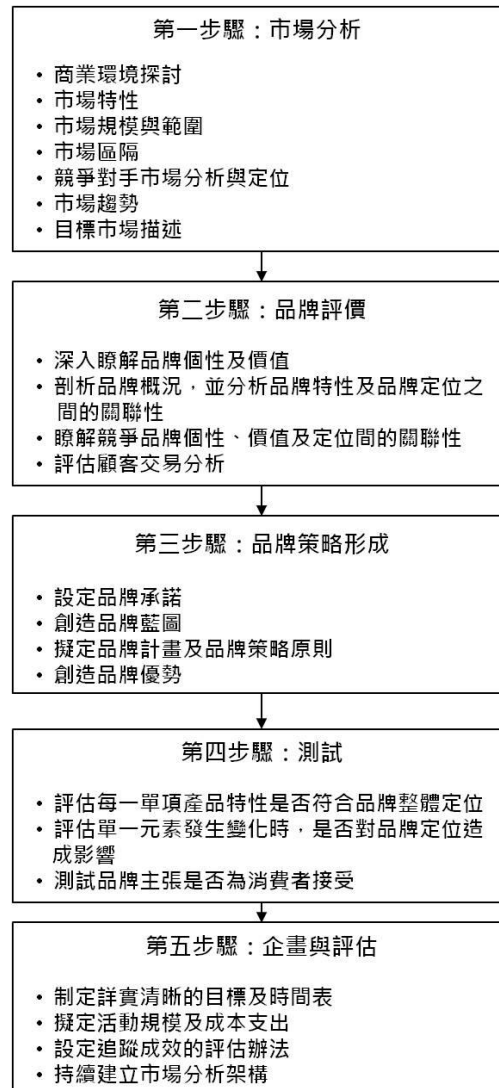 第一步驟：市場分析
• 商業環境探討
• 市場特性
• 市場規模與範圍
• 市場區隔
• 競爭對手市場分析與定位
• 市場趨勢
• 目標市場描述
第二步驟：品牌評價
• 深入瞭解品牌個性及價值
• 剖析品牌概況，並分析品牌特性及品牌定位之
間的關聯性
• 瞭解競爭品牌個性、價值及定位間的關聯性
• 評估顧客交易分析
第三步驟：品牌策略形成
• 設定品牌承諾
• 創造品牌藍圖
• 擬定品牌計畫及品牌策略原則
• 創造品牌優勢
第四步驟：測試
• 評估每一單項產品特性是否符合品牌整體定位
• 評估單一元素發生變化時，是否對品牌定位造
成影響
• 測試品牌主張是否為消費者接受
第五步驟：企畫與評估
• 制定詳實清晰的目標及時間表
• 擬定活動規模及成本支出
• 設定追蹤成效的評估辦法
• 持續建立市場分析架構